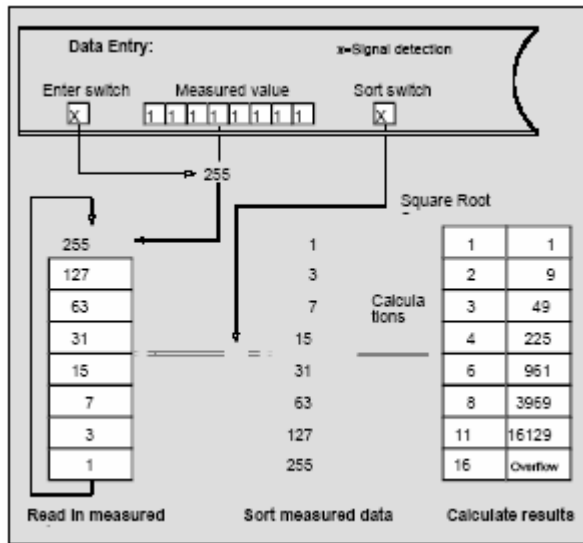 Data Entry: x=Signal detection
Enter switch Measured value Sort switch
X 1 1 1 1 1 1 1 1 X
255
Square Root
255 1 1 1
127 3 2 9
63 7 Calcula
tions 3 49
31 15 4 225
15 31 6 961
7 63 8 3969
3 127 11 16129
1 255 16 Overflow
Read in measured Sort measured data Calculate results